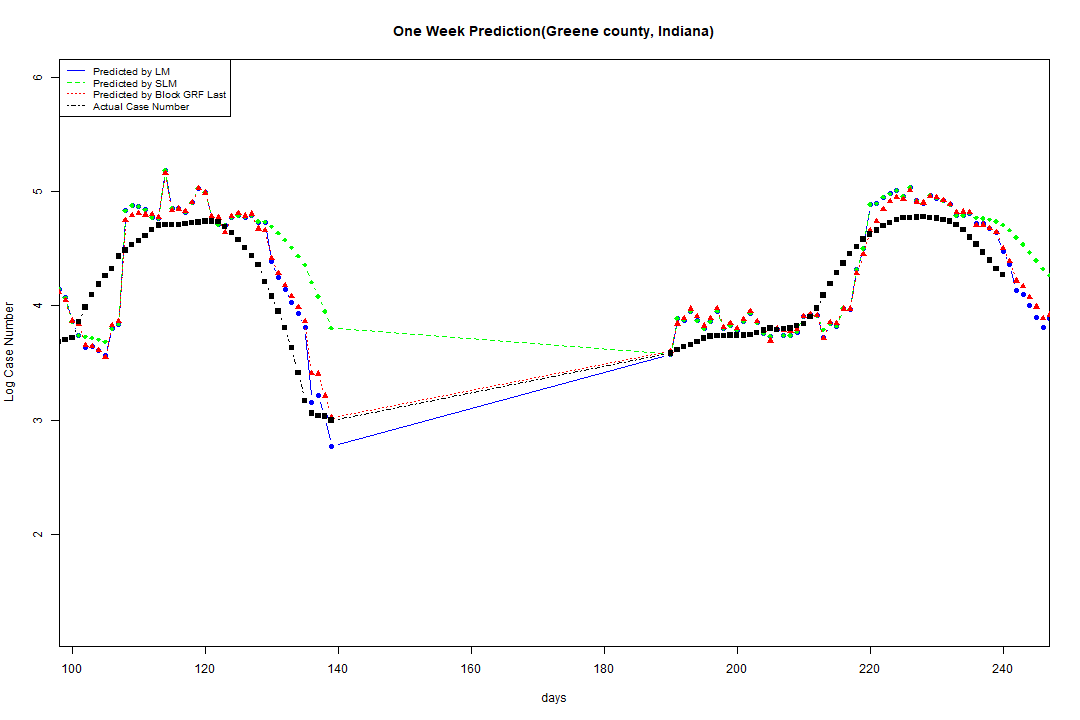 One Week Prediction(Greene county, Indiana)
Predicted by LM
Predicted by SLM
Predicted by Block GRF Last
Actual Case Number
6
5
4
3
2
Log Case Number
100 120 140 160 180 200 220 240
days